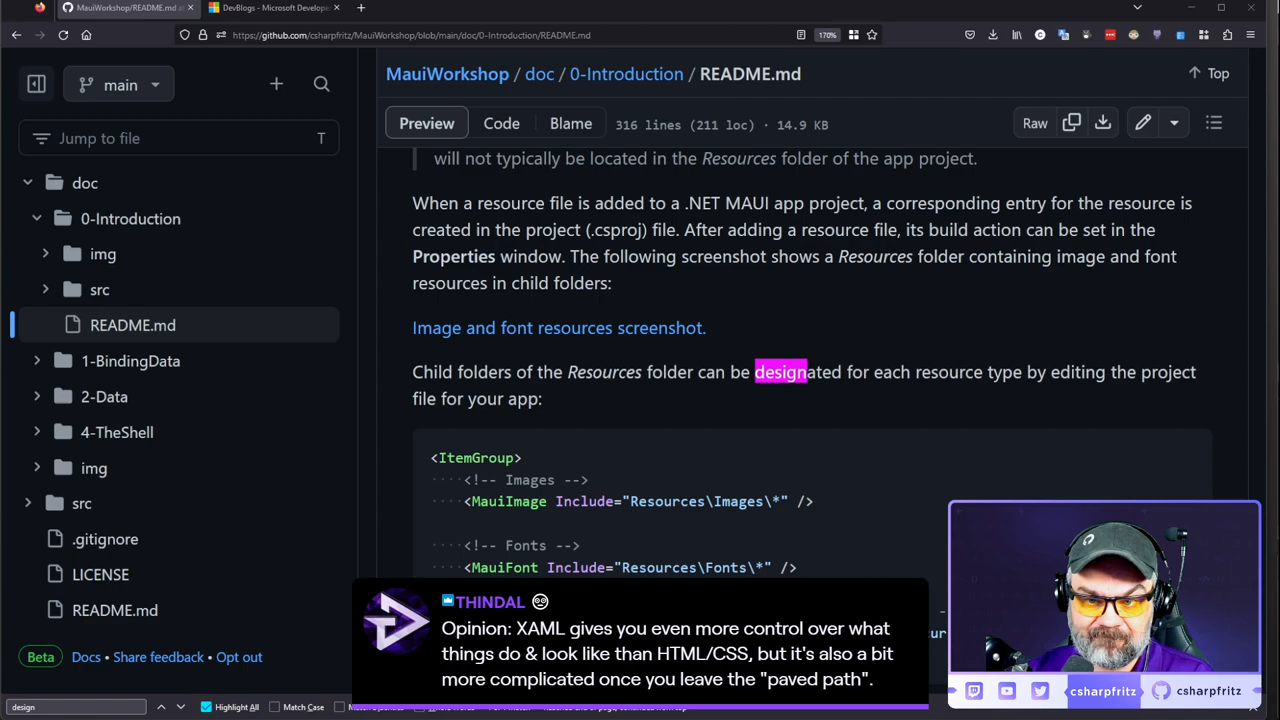 MauiWorkshop/README.md at
DevBlogs - Microsoft Develope
https://github.com/csharpfritz/MauiWorkshop/blob/main/doc/0-Introduction/README.md
170%
main
Jump to file
T
doc
0-Introduction
img
src
README.md
1-BindingData
2-Data
4-TheShell
img
src
.gitignore
LICENSE
README.md
Beta Docs · Share feedback · Opt out
MauiWorkshop / doc / 0-Introduction / README.md
Top
Preview Code Blame 316 lines (211 loc) · 14.9 KB
Raw
will not typically be located in the Resources folder of the app project.
When a resource file is added to a .NET MAUI app project, a corresponding entry for the resource is
created in the project (.csproj) file. After adding a resource file, its build action can be set in the
Properties window. The following screenshot shows a Resources folder containing image and font
resources in child folders:
Image and font resources screenshot.
Child folders of the Resources folder can be designated for each resource type by editing the project
file for your app:
<ItemGroup>
<!-- Images -->
<MauiImage Include="Resources\Images\*" />
<!-- Fonts -->
<MauiFont Include="Resources\Fonts\*" />
THINDAL
Opinion: XAML gives you even more control over what
things do & look like than HTML/CSS, but it's also a bit
more complicated once you leave the "paved path".
csharpfritz
csharpfritz
design
Highlight All
Match Case